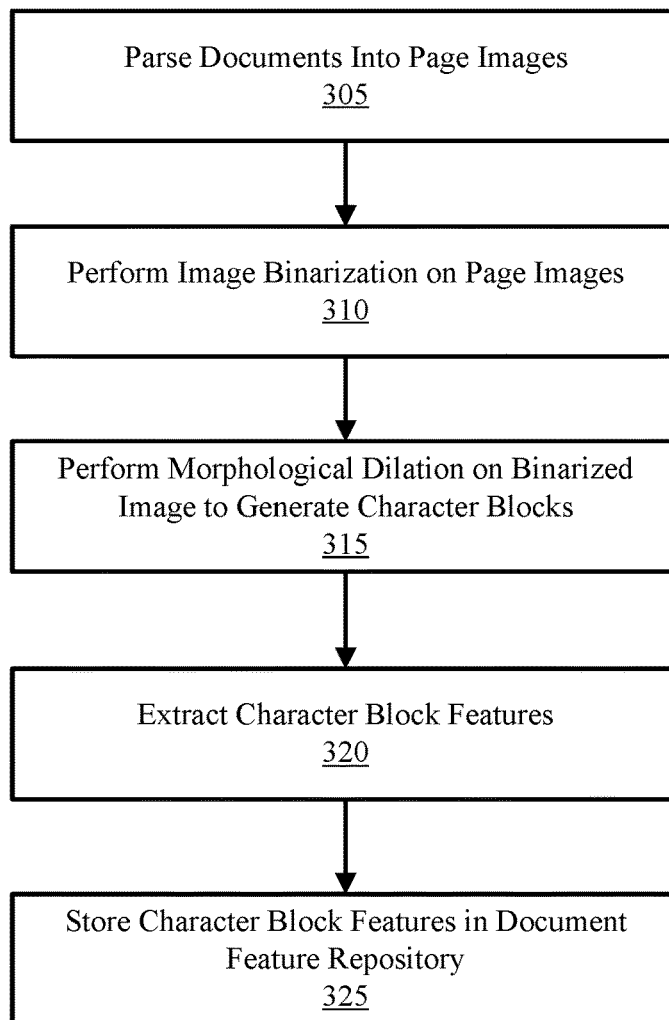 Parse Documents Into Page Images
305
Perform Image Binarization on Page Images
310
Perform Morphological Dilation on Binarized
Image to Generate Character Blocks
315
Extract Character Block Features
320
Store Character Block Features in Document
Feature Repository
325